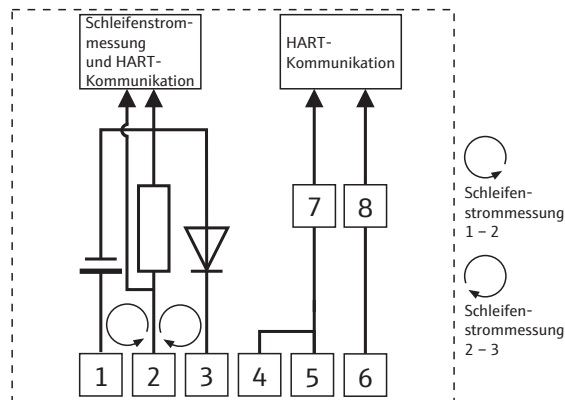 Schleifenstrom-
messung
und HART-
Kommunikation
HART-
Kommunikation
7
8
Schleifen-
strommessung
1 – 2
Schleifen-
strommessung
2 – 3
1
2
3
4
5
6